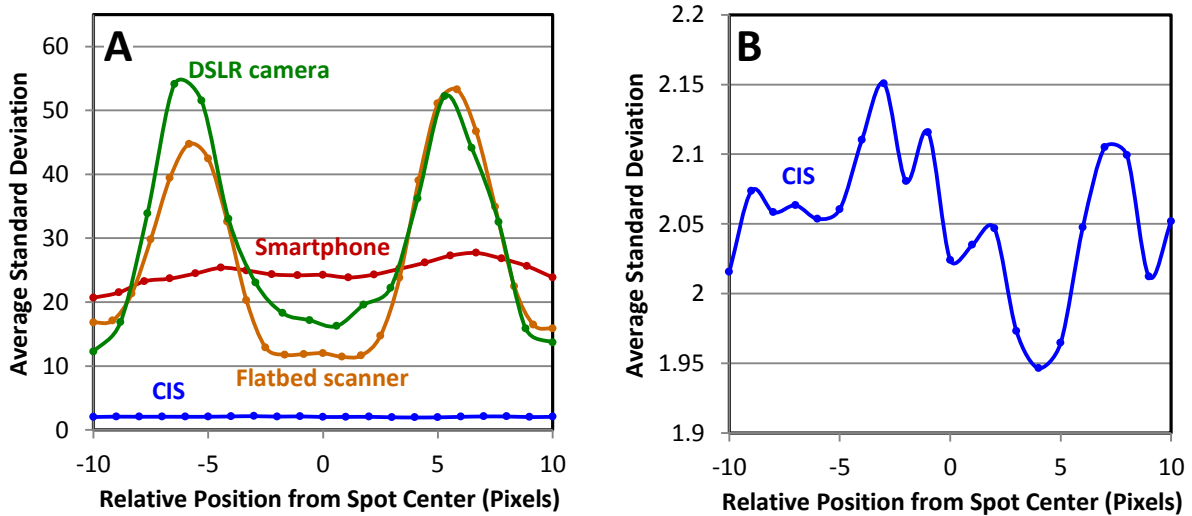 A
DSLR camera
Smartphone
Flatbed scanner
CIS
60
50
40
30
20
10
0
-10 -5 0 5 10
Average Standard Deviation
Relative Position from Spot Center (Pixels)
B
CIS
2.2
2.15
2.1
2.05
2
1.95
1.9
-10 -5 0 5 10
Average Standard Deviation
Relative Position from Spot Center (Pixels)